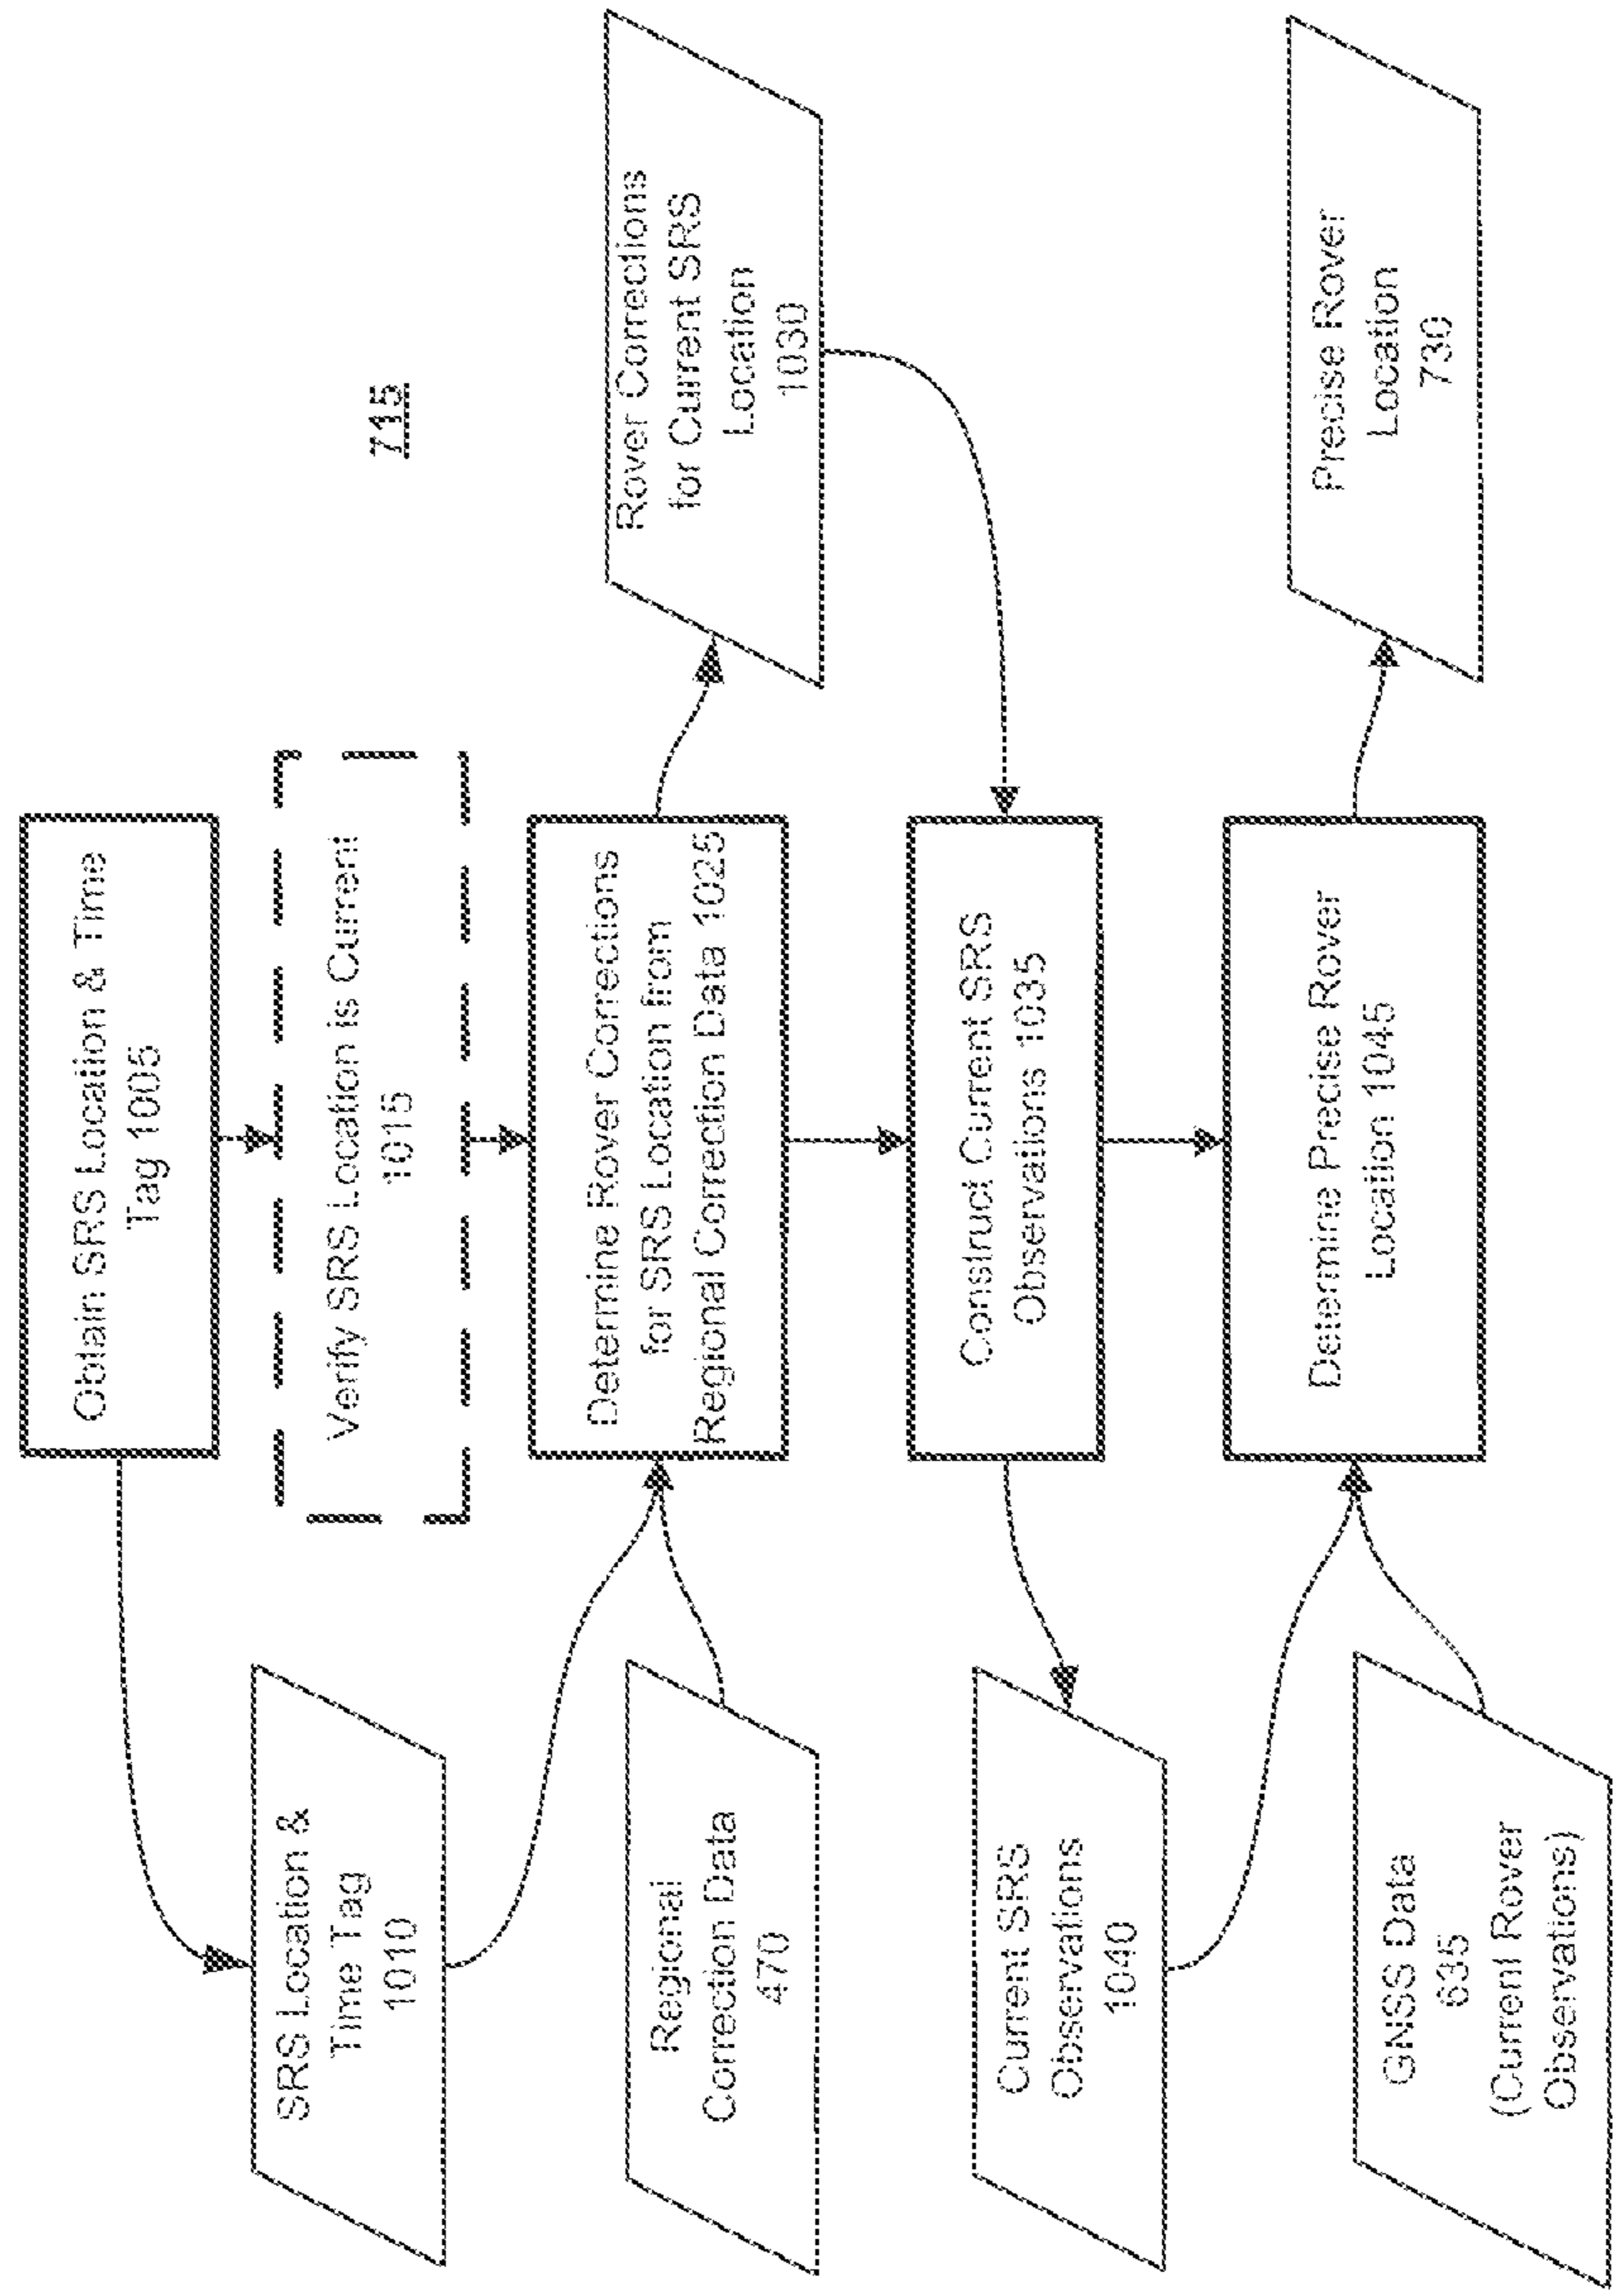 715
Obtain SRS Location & Time
Tag 1005
SRS Location &
Time Tag
1010
Verify SRS Location is Current
1015
Regional
Correction Data
470
Determine Rover Corrections
for SRS Location from
Regional Correction Data 1025
Rover Corrections
for Current SRS
Location
1030
Construct Current SRS
Observations 1035
Current SRS
Observations
1040
GNSS Data
635
(Current Rover
Observations)
Determine Precise Rover
Location 1045
Precise Rover
Location
730